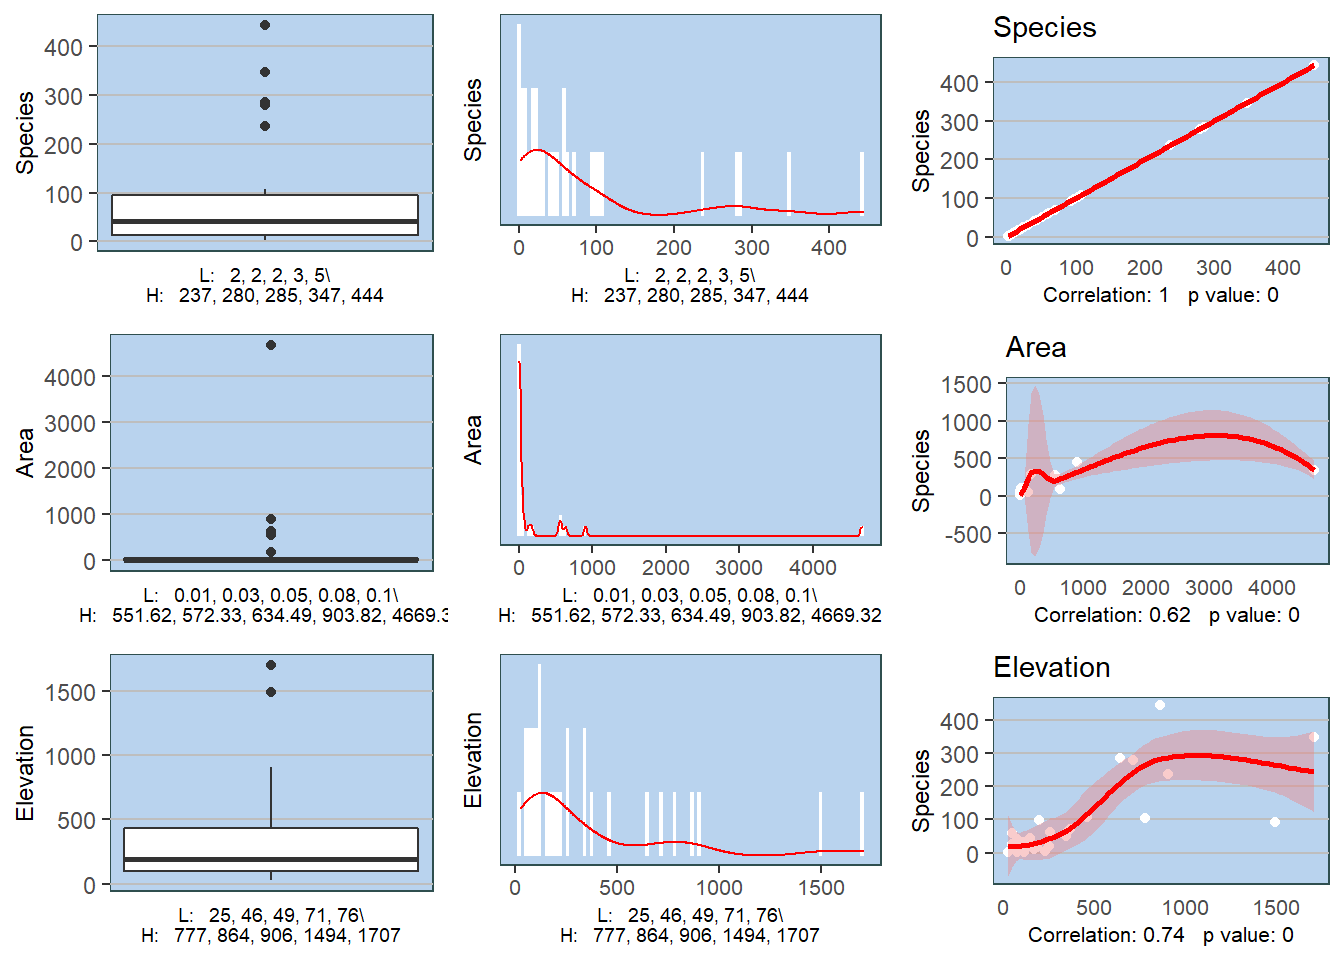 Species
400
300
200
100
0
L:   2, 2, 2, 3, 5\
H:   237, 280, 285, 347, 444
Species
0 100 200 300 400
L:   2, 2, 2, 3, 5\
H:   237, 280, 285, 347, 444
Species
Species
400
300
200
100
0
0 100 200 300 400
Correlation: 1   p value: 0
Area
4000
3000
2000
1000
0
L:   0.01, 0.03, 0.05, 0.08, 0.1\
H:   551.62, 572.33, 634.49, 903.82, 4669.3
Area
0 1000 2000 3000 4000
L:   0.01, 0.03, 0.05, 0.08, 0.1\
H:   551.62, 572.33, 634.49, 903.82, 4669.32
Area
Species
1500
1000
500
0
-500
0 1000 2000 3000 4000
Correlation: 0.62   p value: 0
Elevation
1500
1000
500
0
L:   25, 46, 49, 71, 76\
H:   777, 864, 906, 1494, 1707
Elevation
0 500 1000 1500
L:   25, 46, 49, 71, 76\
H:   777, 864, 906, 1494, 1707
Elevation
Species
400
300
200
100
0
0 500 1000 1500
Correlation: 0.74   p value: 0